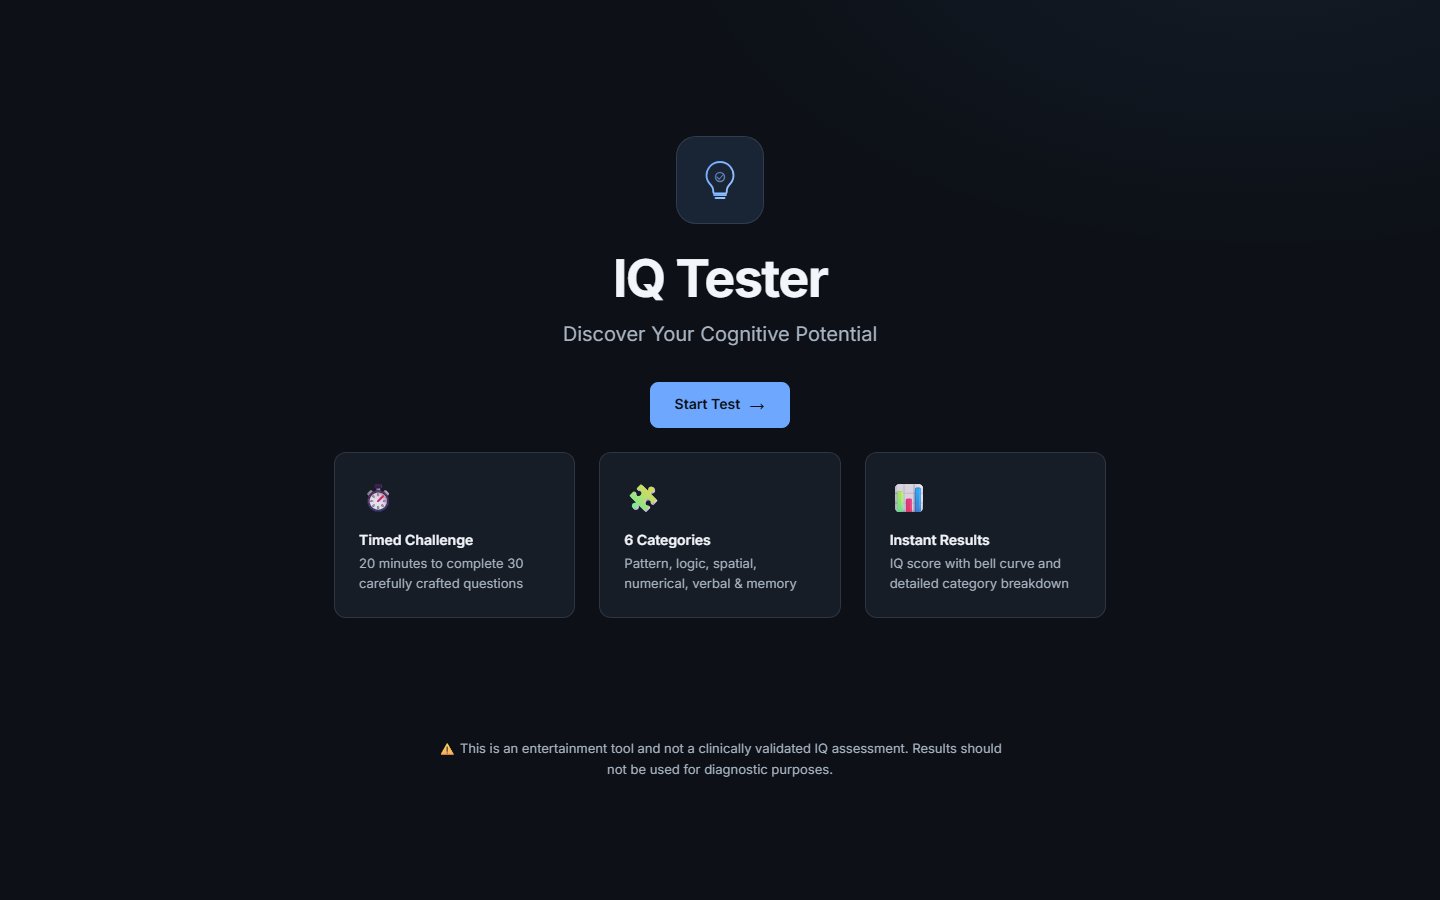 IQ Tester
Discover Your Cognitive Potential
Start Test →
Timed Challenge
20 minutes to complete 30
carefully crafted questions
6 Categories
Pattern, logic, spatial,
numerical, verbal & memory
Instant Results
IQ score with bell curve and
detailed category breakdown
⚠️ This is an entertainment tool and not a clinically validated IQ assessment. Results should
not be used for diagnostic purposes.